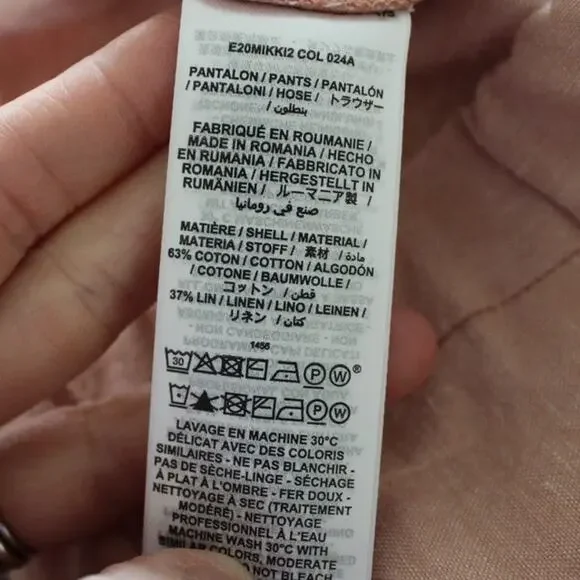 E20MIKKI2 COL 024A
PANTALON / PANTS / PANTALÓN
/ PANTALONI / HOSE / トラウザー
/ بنطلون
FABRIQUÉ EN ROUMANIE /
MADE IN ROMANIA / HECHO
EN RUMANIA / FABBRICATO IN
ROMANIA / HERGESTELLT IN
RUMÄNIEN / ルーマニア製 /
صنع في رومانيا
MATIÈRE / SHELL / MATERIAL /
MATERIA / STOFF / 素材 / مادة /
63% COTON / COTTON / ALGODÓN
/ COTONE / BAUMWOLLE /
コットン / قطن /
37% LIN / LINEN / LINO / LEINEN /
リネン / كتان /
1456
30 P W ®
P W
LAVAGE EN MACHINE 30°C
DÉLICAT AVEC DES COLORIS
SIMILAIRES - NE PAS BLANCHIR -
PAS DE SÈCHE-LINGE - SÉCHAGE
À PLAT À L'OMBRE - FER DOUX -
NETTOYAGE À SEC (TRAITEMENT
MODÉRÉ) - NETTOYAGE
PROFESSIONNEL À L'EAU
MACHINE WASH 30°C WITH
SIMILAR COLORS, MODERATE
DO NOT BLEACH